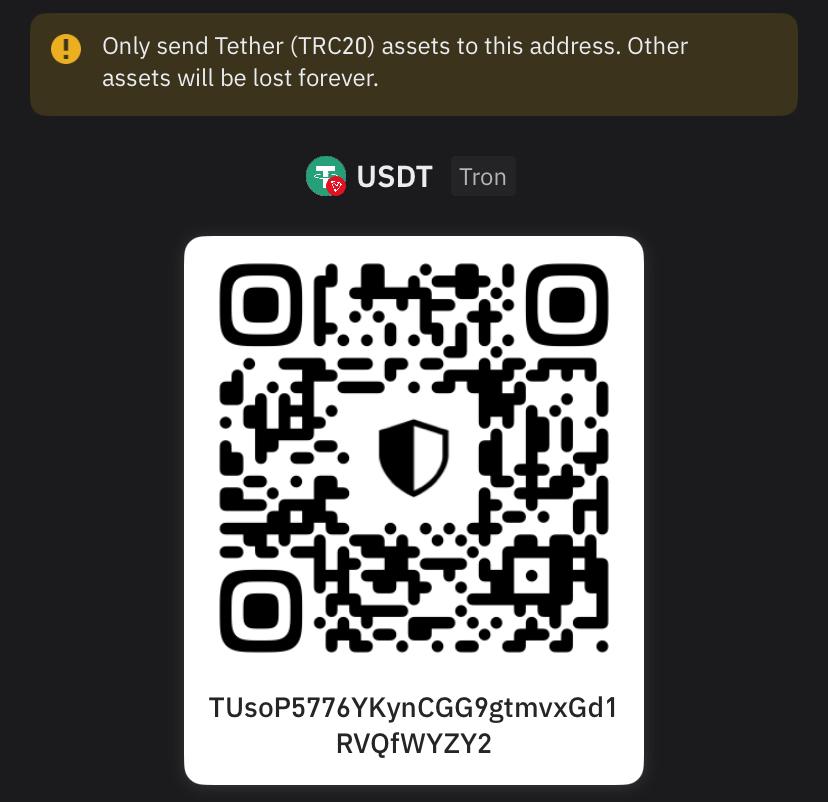 Only send Tether (TRC20) assets to this address. Other
assets will be lost forever.
USDT Tron
TUsoP5776YKynCGG9gtmvxGd1
RVQfWYZY2